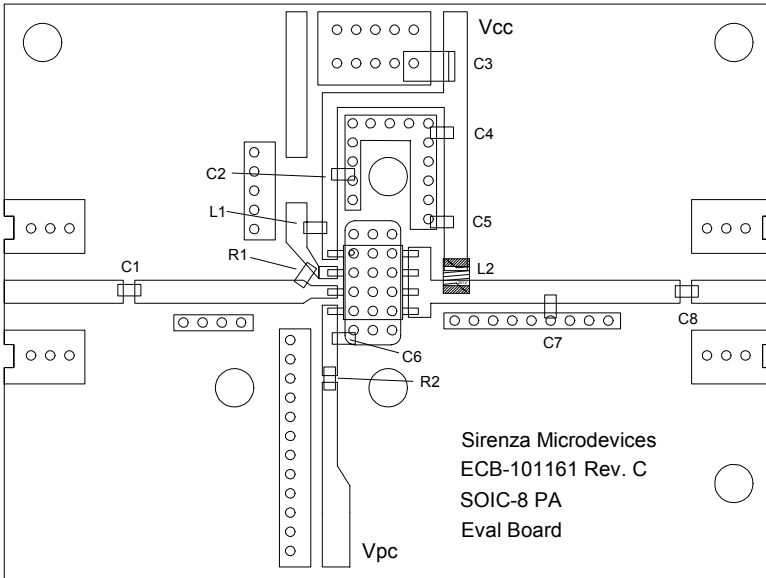 Vcc
C3
C4
C2
L1
C5
R1
C1
L2
C8
C7
C6
R2
Sirenza Microdevices
ECB-101161 Rev. C
SOIC-8 PA
Eval Board
Vpc